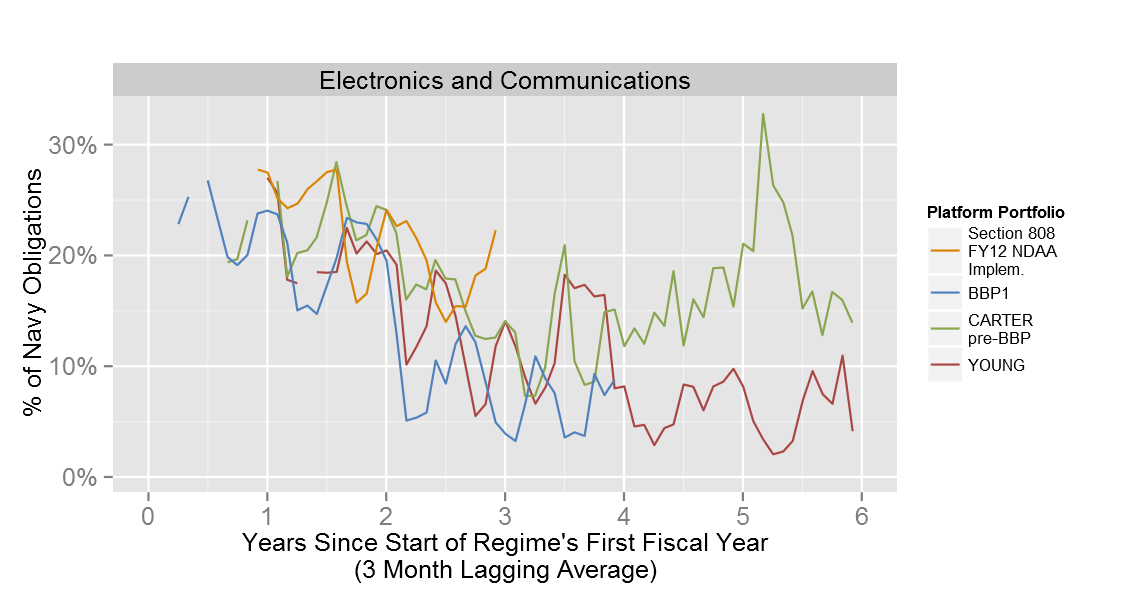 Electronics and Communications
% of Navy Obligations
30%
20%
10%
0%
0 1 2 3 4 5 6
Years Since Start of Regime's First Fiscal Year
(3 Month Lagging Average)
Platform Portfolio
Section 808
FY12 NDAA
Implem.
BBP1
CARTER
pre-BBP
YOUNG